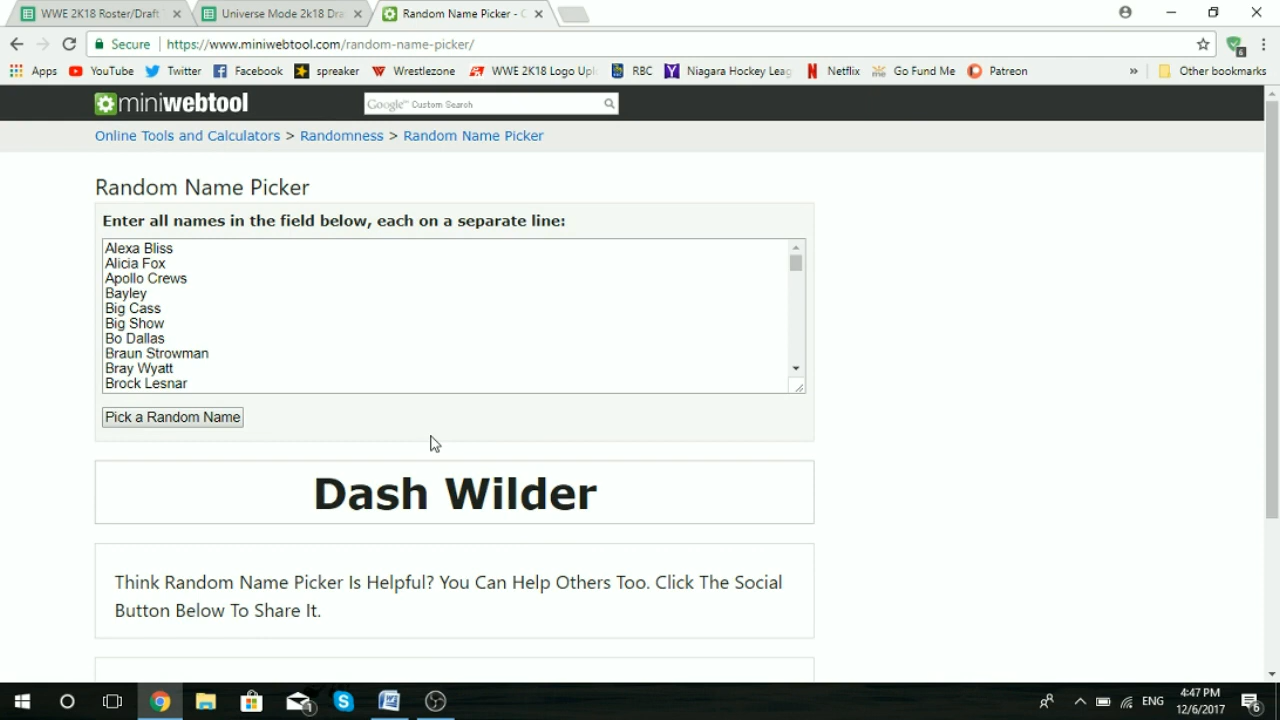 WWE 2K18 Roster/Draft
Universe Mode 2k18 Dra
Random Name Picker - C
Secure
https://www.miniwebtool.com/random-name-picker/
6
Apps
YouTube
Twitter
Facebook
spreaker
Wrestlezone
WWE 2K18 Logo Upl
RBC
Niagara Hockey Leag
Netflix
Go Fund Me
Patreon
»
Other bookmarks
miniwebtool
Google™ Custom Search
Online Tools and Calculators > Randomness > Random Name Picker
Random Name Picker
Enter all names in the field below, each on a separate line:
Alexa Bliss
Alicia Fox
Apollo Crews
Bayley
Big Cass
Big Show
Bo Dallas
Braun Strowman
Bray Wyatt
Brock Lesnar
Pick a Random Name
Dash Wilder
Think Random Name Picker Is Helpful? You Can Help Others Too. Click The Social
Button Below To Share It.
1
ENG
4:47 PM
12/6/2017
6